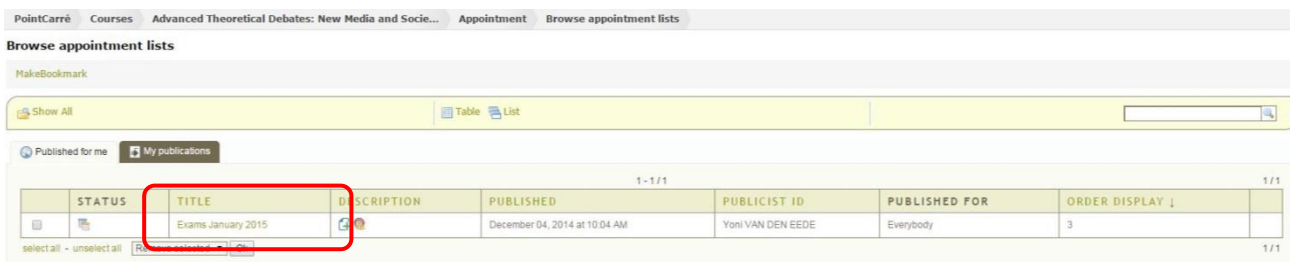 PointCarré Courses Advanced Theoretical Debates: New Media and Socie... Appointment Browse appointment lists
Browse appointment lists
MakeBookmark
Show All Table List
Published for me My publications
1-1/1 1/1
STATUS TITLE DESCRIPTION PUBLISHED PUBLICIST ID PUBLISHED FOR ORDER DISPLAY ↓
Exams January 2015 December 04, 2014 at 10:04 AM Yoni VAN DEN EEDE Everybody 3
select all - unselect all Remove selected Ok 1/1